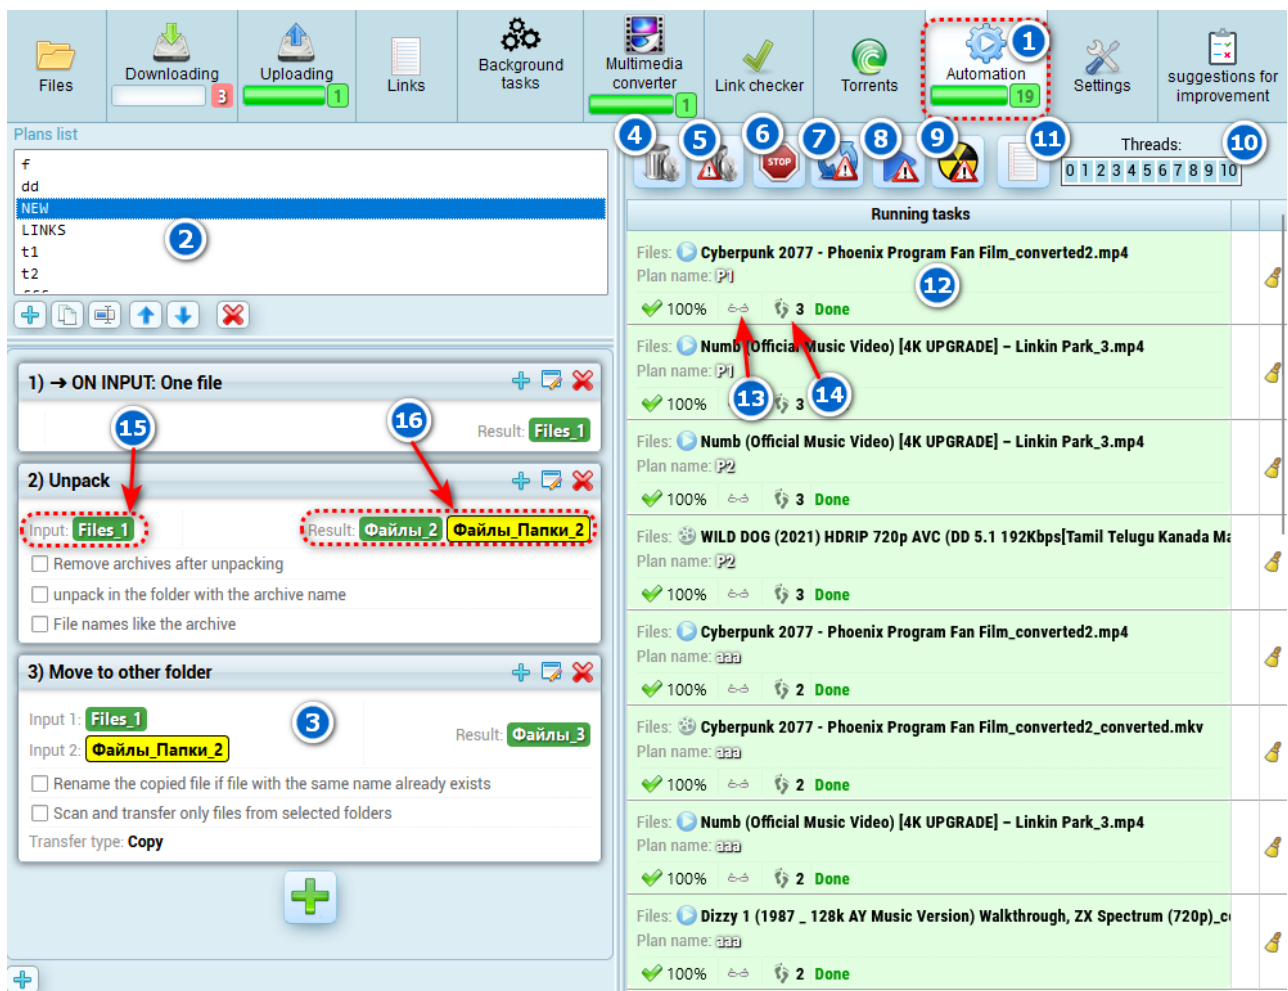 Files
Downloading
3
Uploading
1
Links
Background
tasks
Multimedia
converter
1
Link checker
Torrents
Automation
19
1
Settings
suggestions for
improvement
Plans list
f
dd
NEW
LINKS
t1
t2
2
4
5
6
STOP
7
8
9
11
Threads:
10
0 1 2 3 4 5 6 7 8 9 10
1) → ON INPUT: One file
Result: Files_1
15
16
2) Unpack
Input: Files_1
Result: Файлы_2 Файлы_Папки_2
Remove archives after unpacking
unpack in the folder with the archive name
File names like the archive
3) Move to other folder
Input 1: Files_1
Input 2: Файлы_Папки_2
3
Result: Файлы_3
Rename the copied file if file with the same name already exists
Scan and transfer only files from selected folders
Transfer type: Copy
Running tasks
Files: Cyberpunk 2077 - Phoenix Program Fan Film_converted2.mp4
Plan name: P1
12
100% 3 Done
Files: Numb (Official Music Video) [4K UPGRADE] – Linkin Park_3.mp4
Plan name: P1
13
14
100% 3
Files: Numb (Official Music Video) [4K UPGRADE] – Linkin Park_3.mp4
Plan name: P2
100% 3 Done
Files: WILD DOG (2021) HDRIP 720p AVC (DD 5.1 192Kbps[Tamil Telugu Kanada Ma
Plan name: P2
100% 3 Done
Files: Cyberpunk 2077 - Phoenix Program Fan Film_converted2.mp4
Plan name: aaa
100% 2 Done
Files: Cyberpunk 2077 - Phoenix Program Fan Film_converted2_converted.mkv
Plan name: aaa
100% 2 Done
Files: Numb (Official Music Video) [4K UPGRADE] – Linkin Park_3.mp4
Plan name: aaa
100% 2 Done
Files: Dizzy 1 (1987 _ 128k AY Music Version) Walkthrough, ZX Spectrum (720p)_c
Plan name: aaa
100% 2 Done